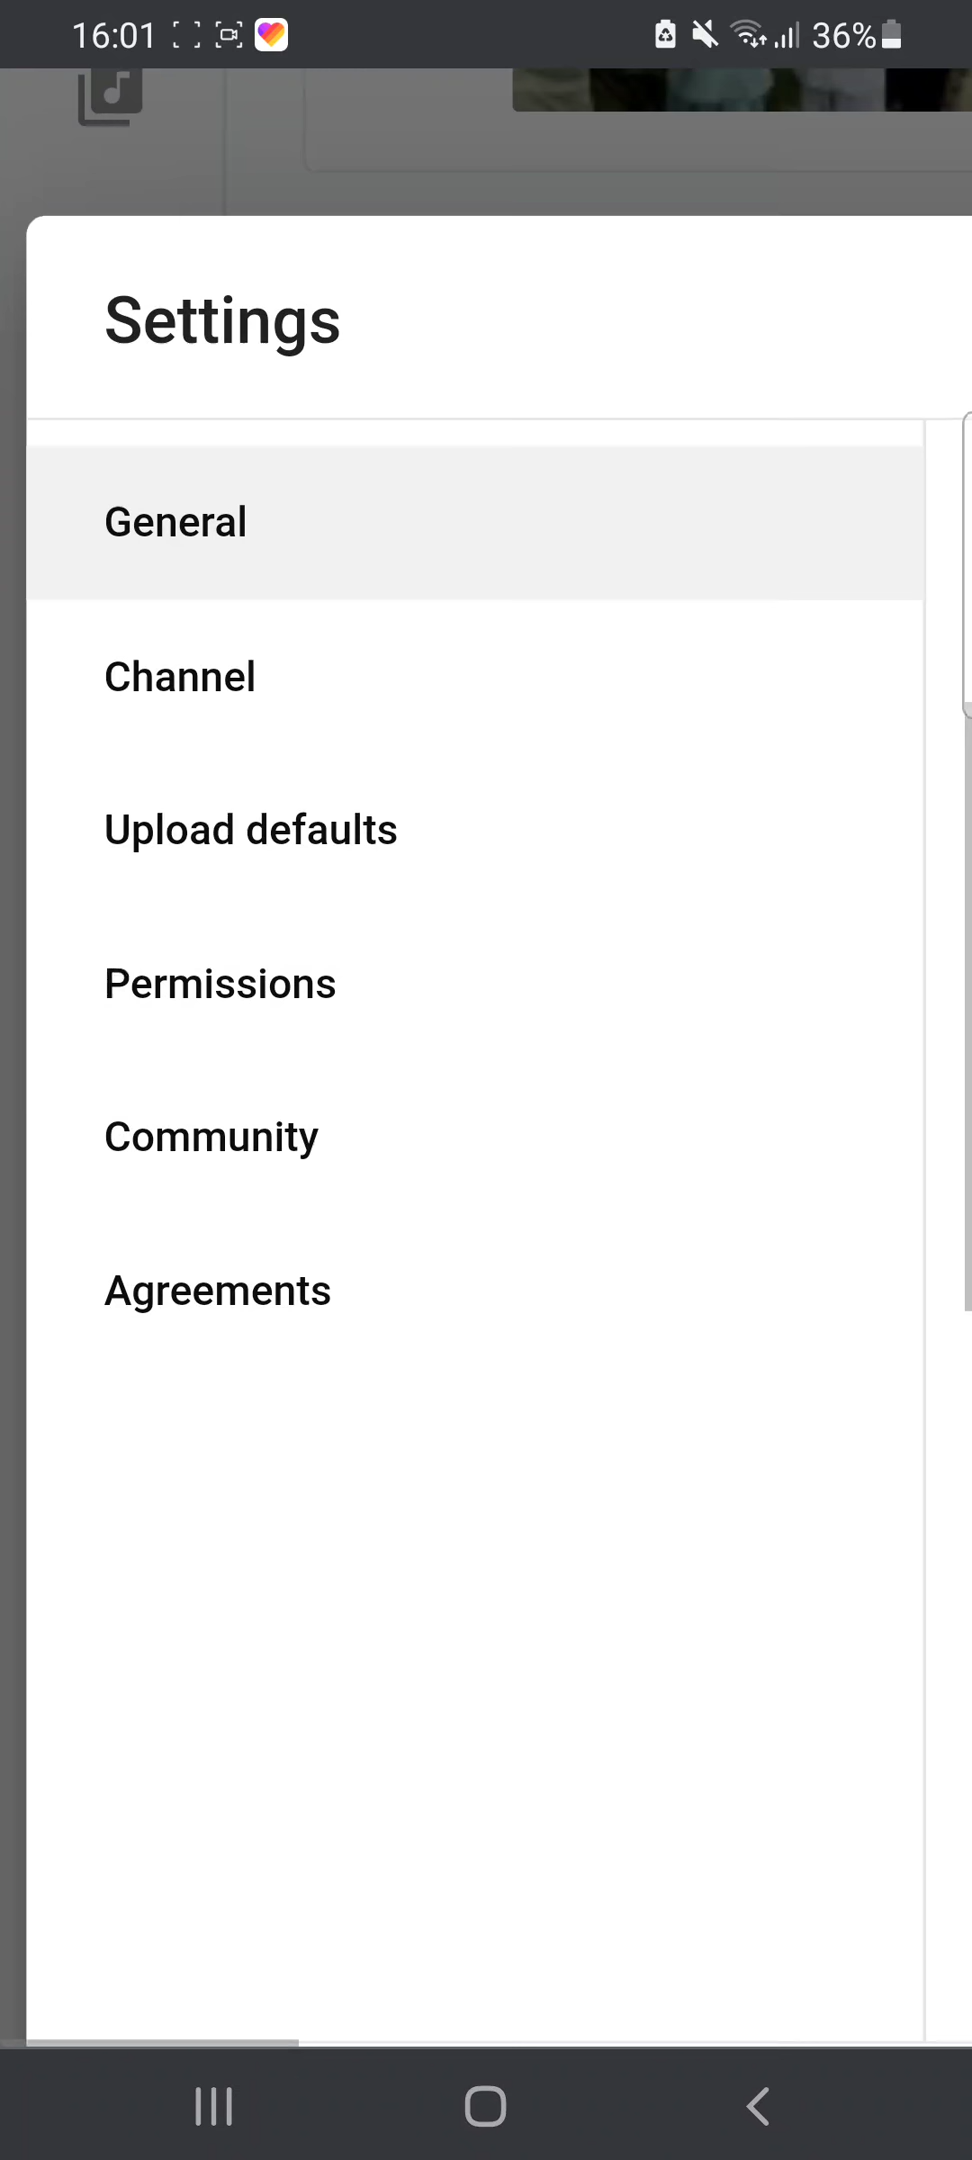 16:01
36%
Settings
General
Channel
Upload defaults
Permissions
Community
Agreements